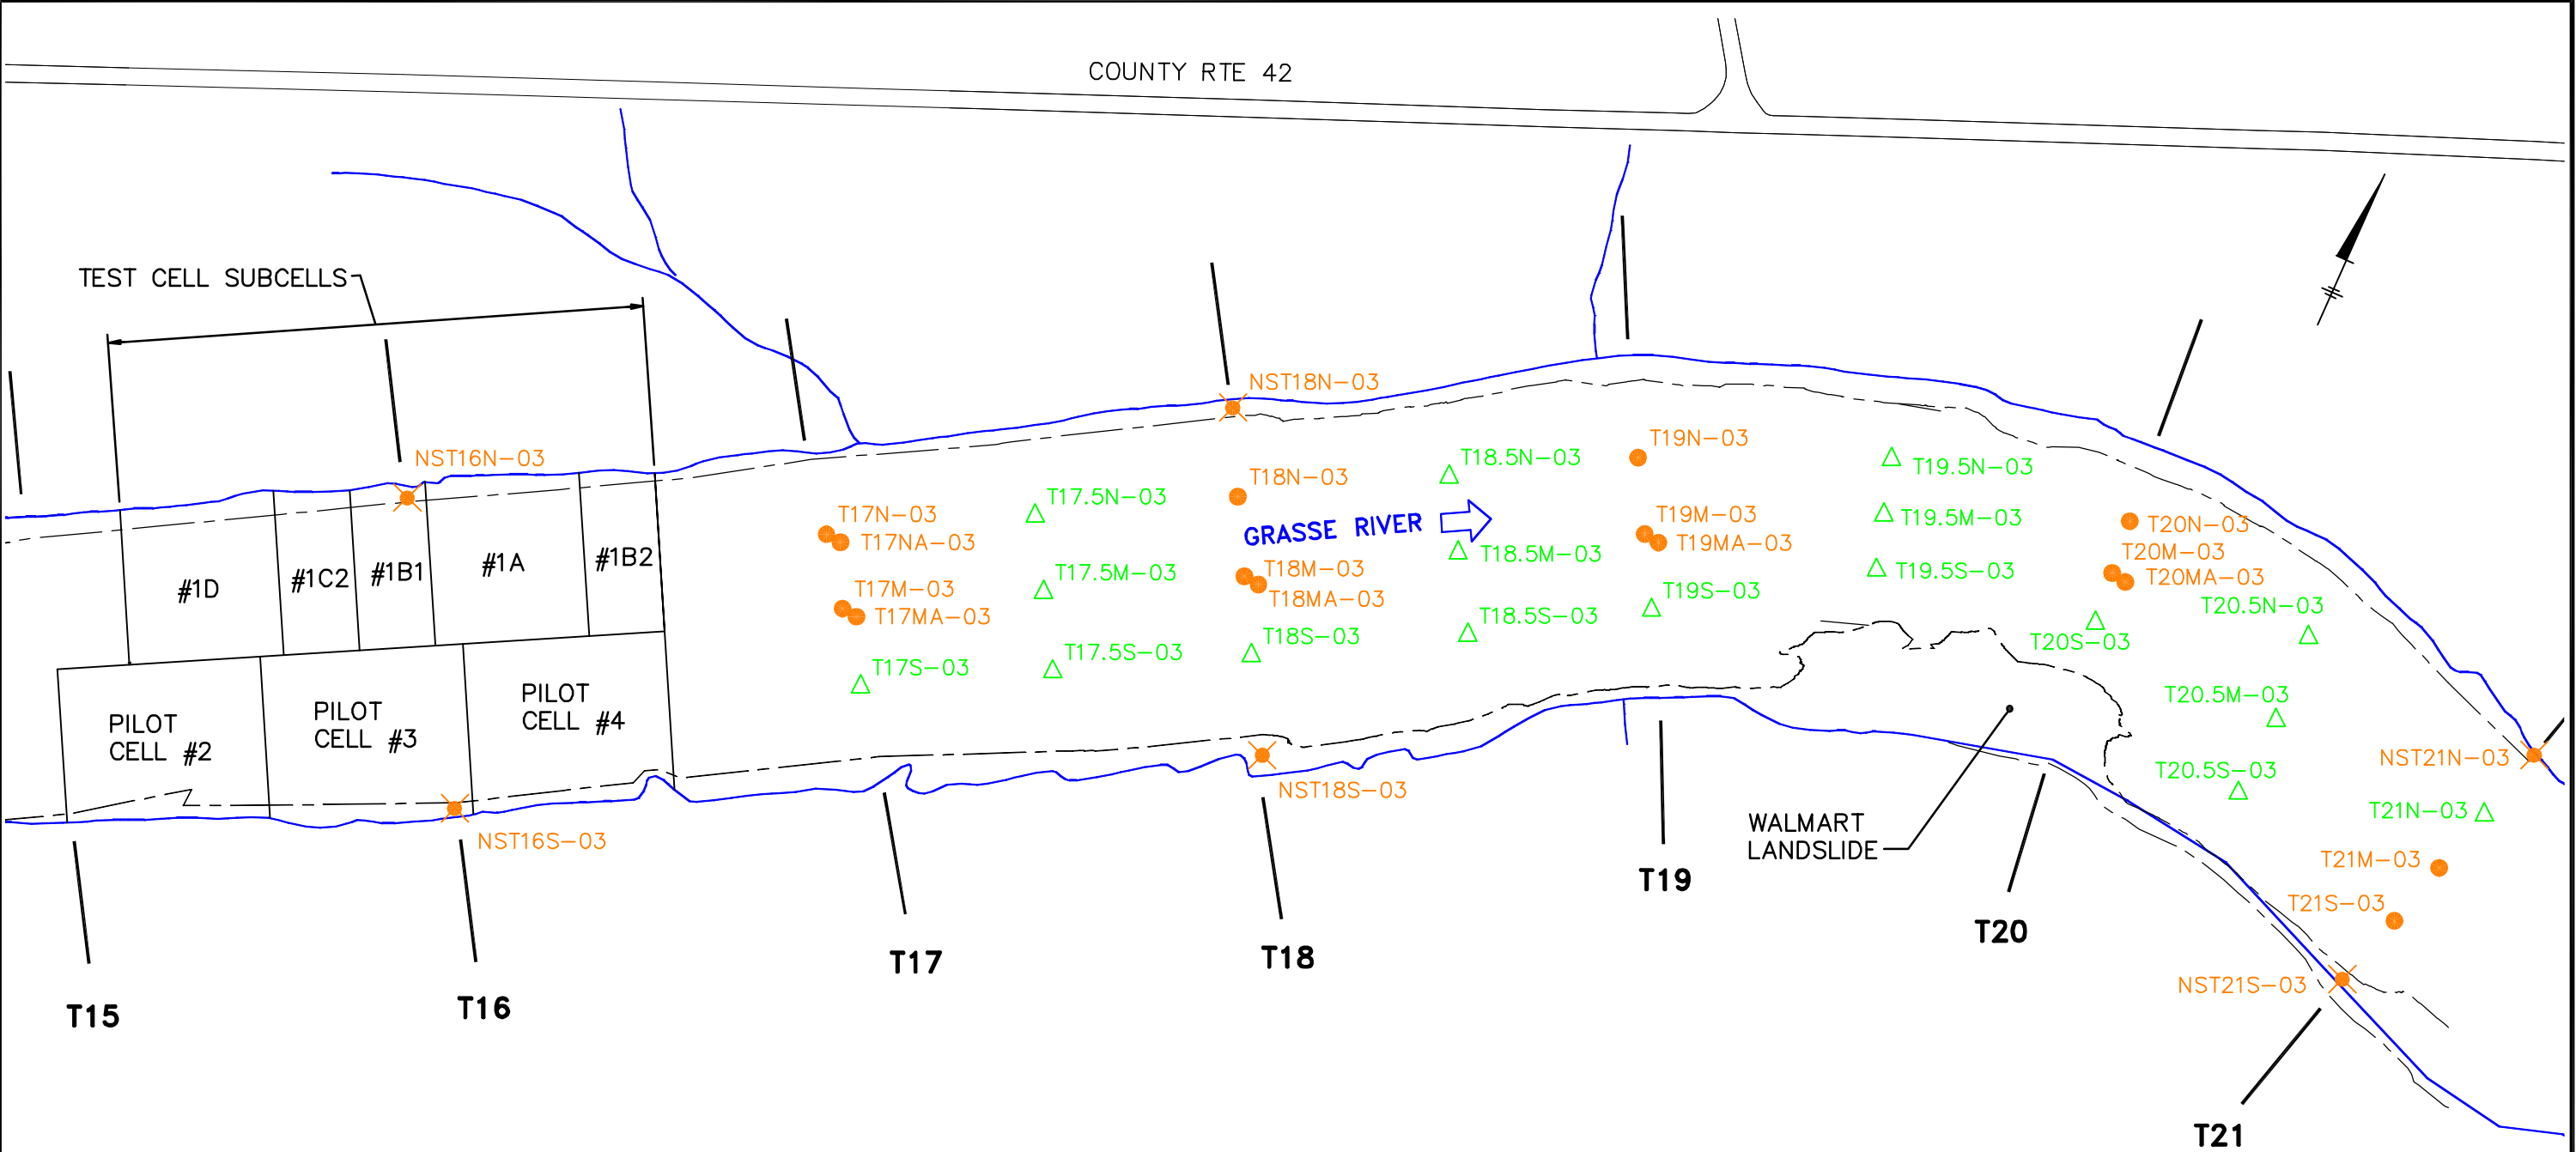 COUNTY RTE 42
TEST CELL SUBCELLS
NST18N-03
NST16N-03
T19N-03
T18.5N-03
T19.5N-03
T18N-03
T17.5N-03
T17N-03
T17NA-03
GRASSE RIVER
T19M-03
T19MA-03
T19.5M-03
T20N-03
T20M-03
T20MA-03
T18.5M-03
#1D
#1C2
#1B1
#1A
#1B2
T17.5M-03
T18M-03
T18MA-03
T19.5S-03
T17M-03
T17MA-03
T19S-03
T18.5S-03
T20.5N-03
T18S-03
T20S-03
T17.5S-03
T17S-03
T20.5M-03
PILOT
CELL #2
PILOT
CELL #3
PILOT
CELL #4
NST21N-03
T20.5S-03
NST18S-03
T21N-03
WALMART
LANDSLIDE
NST16S-03
T21M-03
T19
T21S-03
T20
T18
T17
NST21S-03
T16
T15
T21